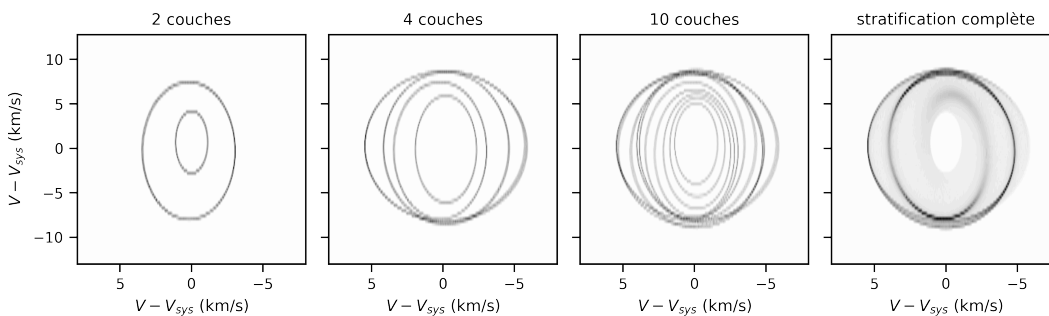 2 couches
4 couches
10 couches
stratification complète
V − V_sys (km/s)
10
5
0
−5
−10
5 0 −5
5 0 −5
5 0 −5
5 0 −5
V − V_sys (km/s)
V − V_sys (km/s)
V − V_sys (km/s)
V − V_sys (km/s)